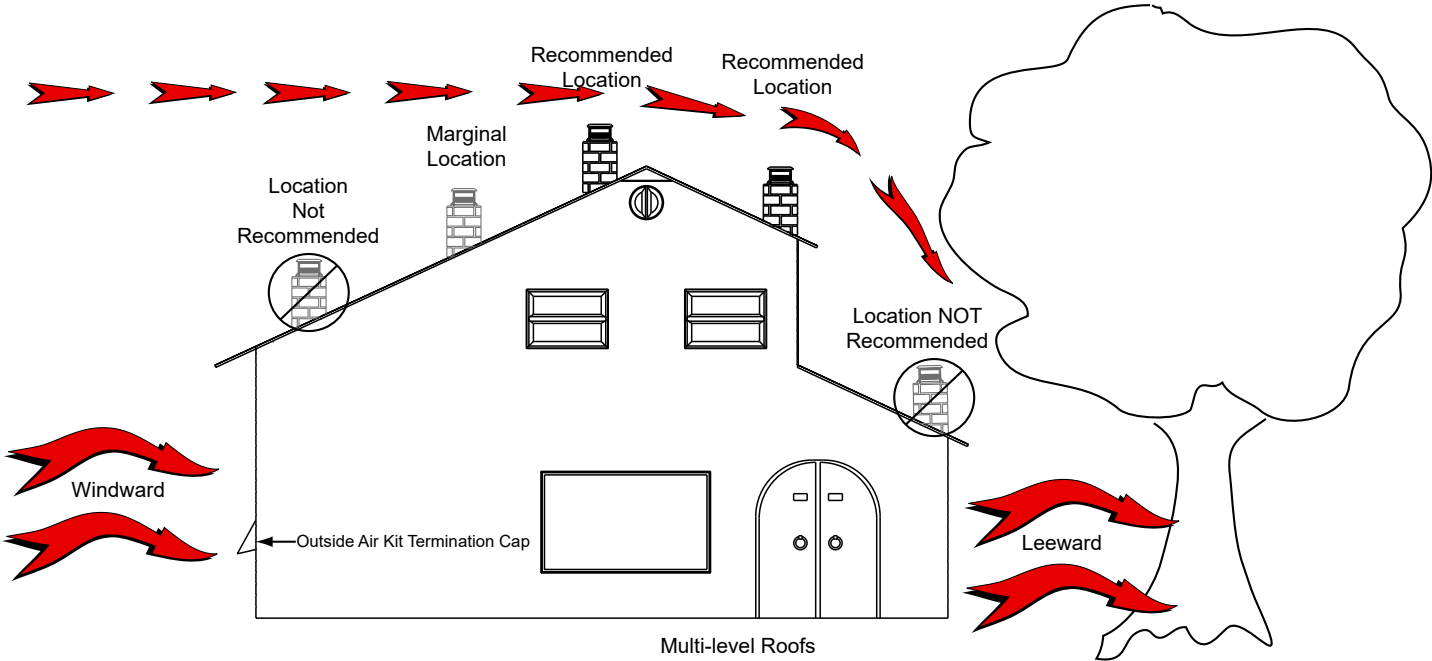 Recommended
Location
Recommended
Location
Marginal
Location
Location
Not
Recommended
Location NOT
Recommended
Windward
Outside Air Kit Termination Cap
Leeward
Multi-level Roofs